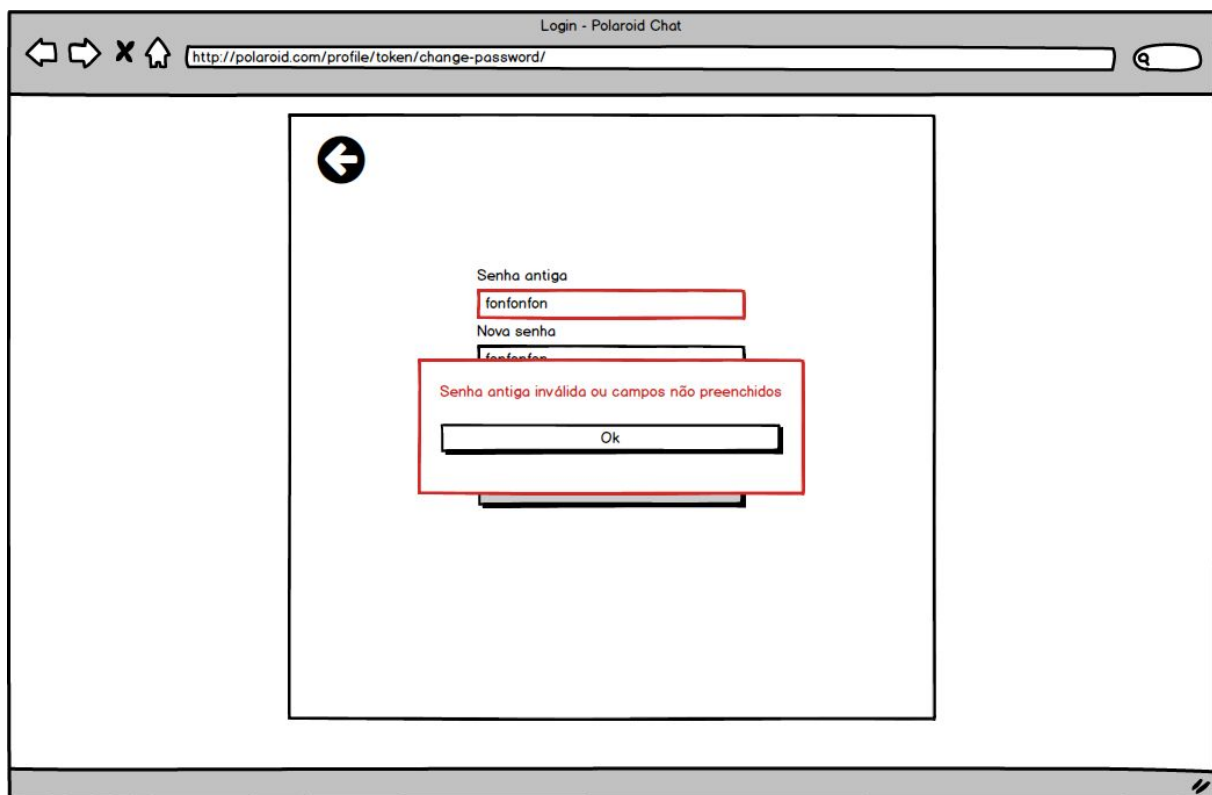 Login - Polaroid Chat
http://polaroid.com/profile/token/change-password/
Senha antiga
fonfonfon
Nova senha
fonfonfon
Senha antiga inválida ou campos não preenchidos
Ok